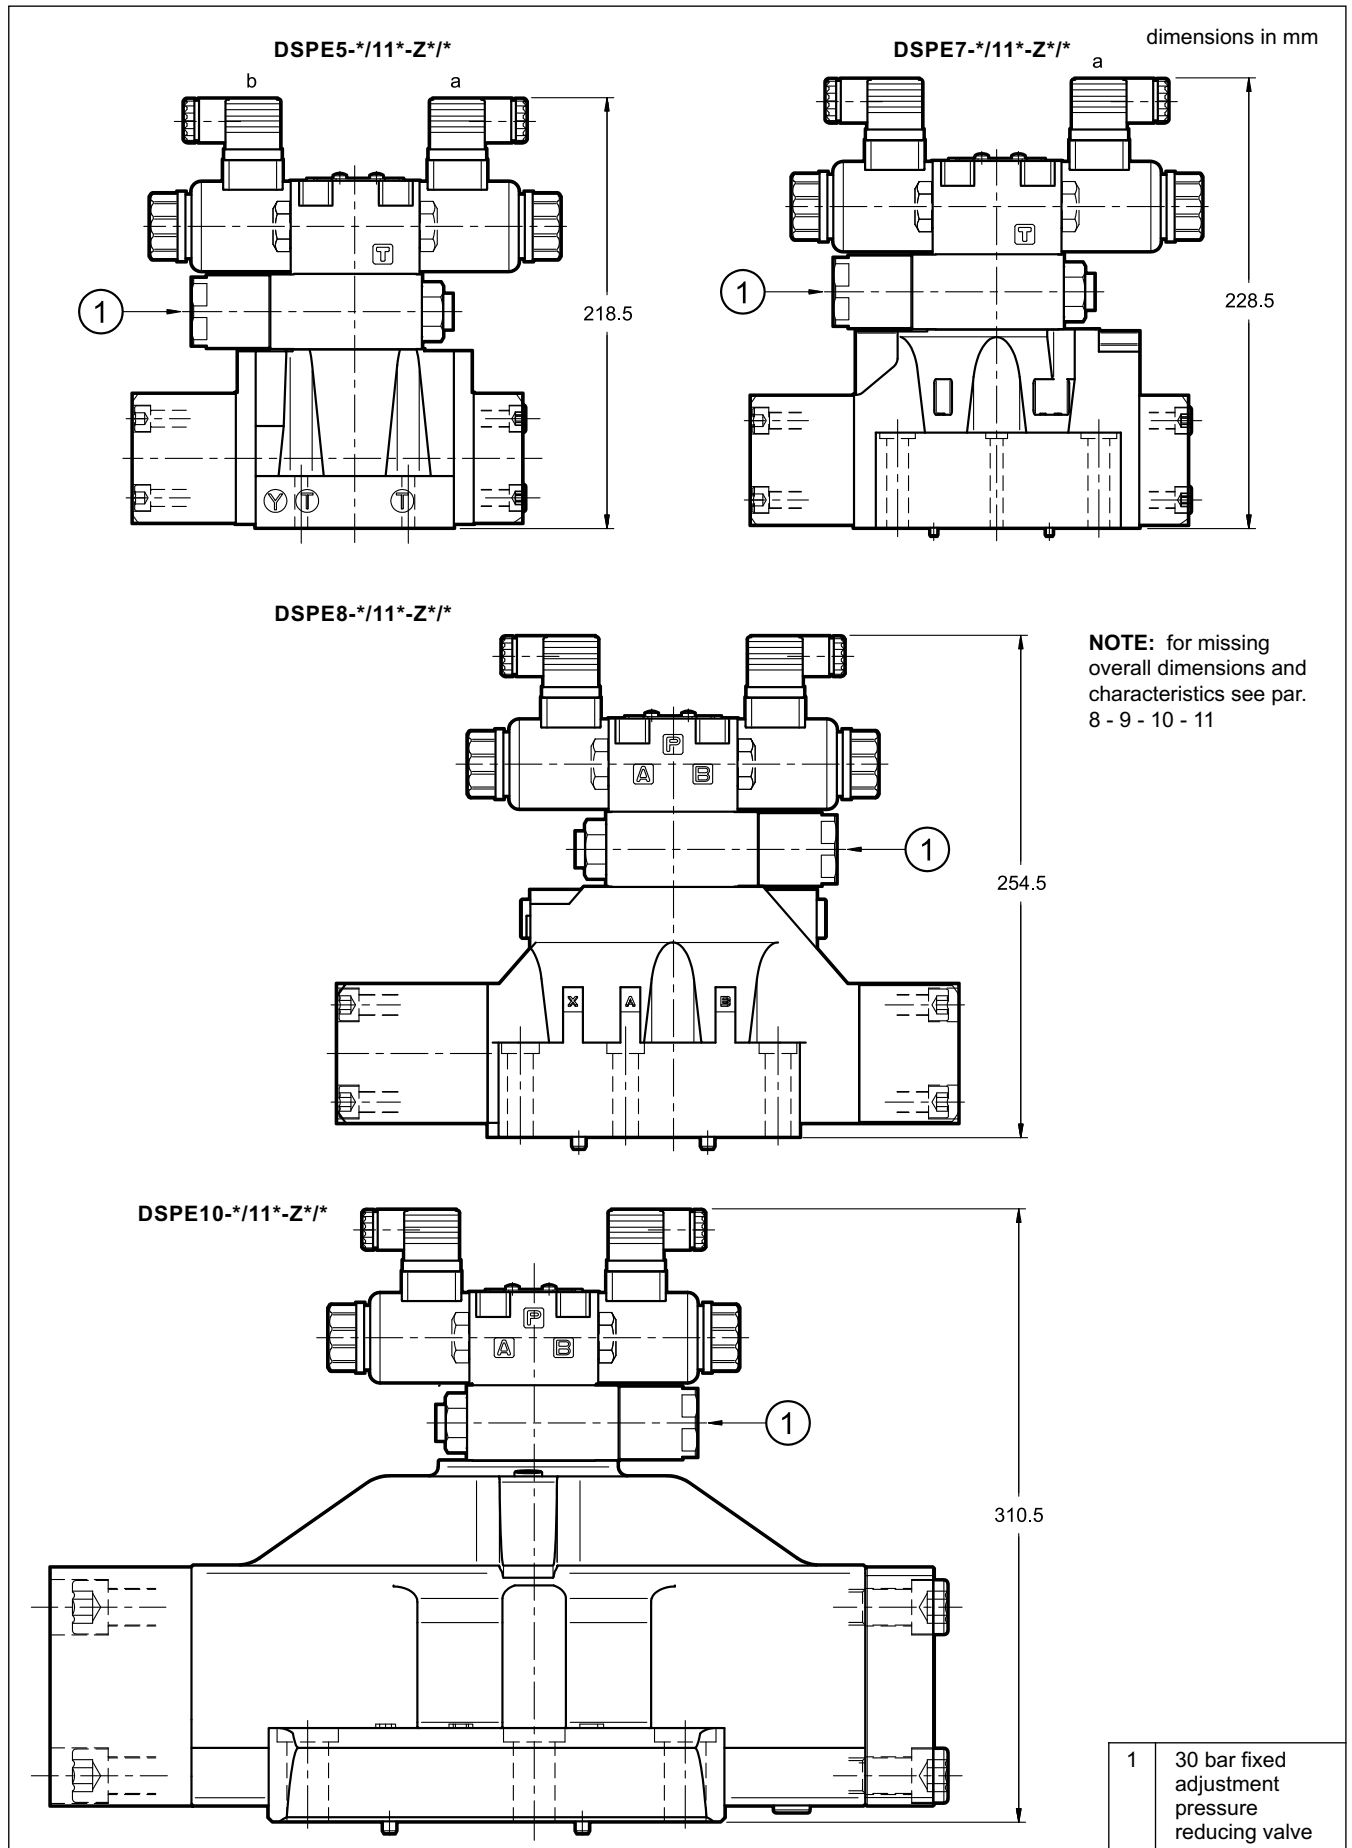 DSPE5-*/11*-Z*/*
DSPE7-*/11*-Z*/*
dimensions in mm
b
a
a
T
T
1
218.5
1
228.5
Y
T
T
DSPE8-*/11*-Z*/*
NOTE: for missing
overall dimensions and
characteristics see par.
8 - 9 - 10 - 11
P
A
B
1
254.5
X
A
B
DSPE10-*/11*-Z*/*
P
A
B
1
310.5
1 30 bar fixed
adjustment
pressure
reducing valve